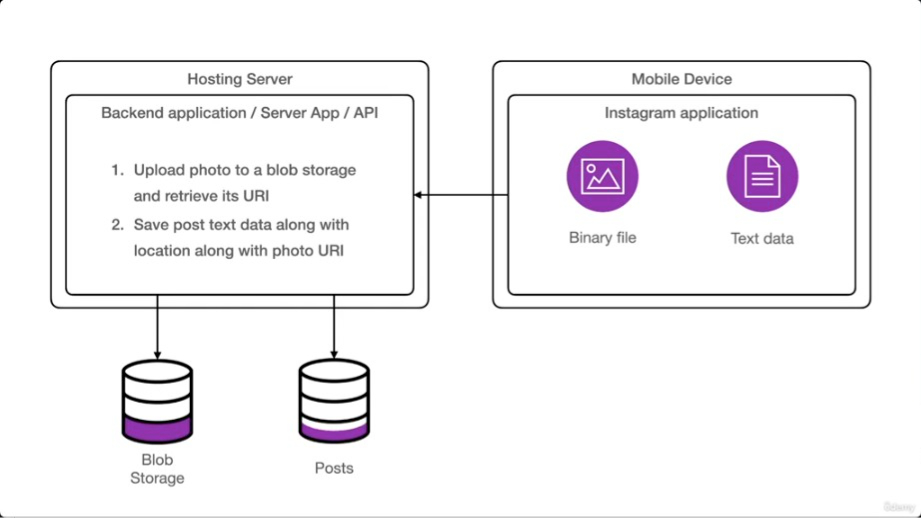 Hosting Server
Backend application / Server App / API
1. Upload photo to a blob storage
and retrieve its URI
2. Save post text data along with
location along with photo URI
Mobile Device
Instagram application
Binary file
Text data
Blob
Storage
Posts
Udemy